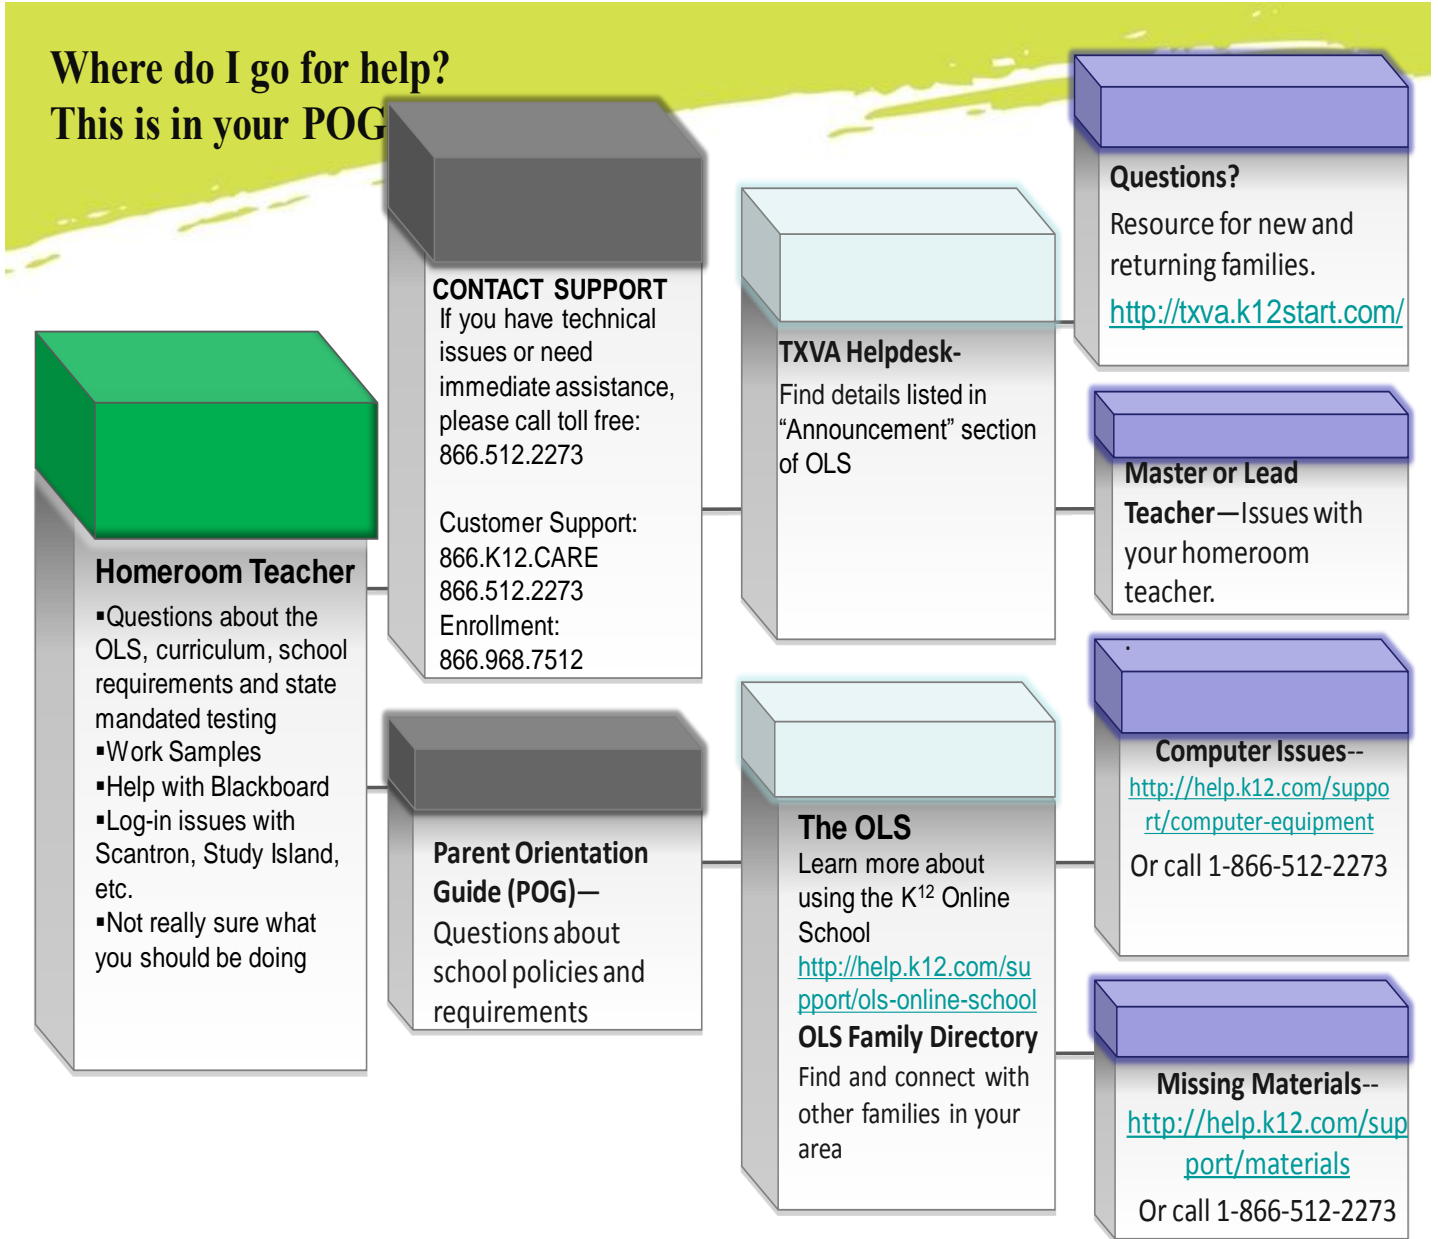 Where do I go for help?
This is in your POG
Homeroom Teacher
▪Questions about the
OLS, curriculum, school
requirements and state
mandated testing
▪Work Samples
▪Help with Blackboard
▪Log-in issues with
Scantron, Study Island,
etc.
▪Not really sure what
you should be doing
CONTACT SUPPORT
If you have technical
issues or need
immediate assistance,
please call toll free:
866.512.2273
Customer Support:
866.K12.CARE
866.512.2273
Enrollment:
866.968.7512
Parent Orientation
Guide (POG)—
Questions about
school policies and
requirements
TXVA Helpdesk-
Find details listed in
“Announcement” section
of OLS
The OLS
Learn more about
using the K¹² Online
School
http://help.k12.com/su
pport/ols-online-school
OLS Family Directory
Find and connect with
other families in your
area
Questions?
Resource for new and
returning families.
http://txva.k12start.com/
Master or Lead
Teacher—Issues with
your homeroom
teacher.
.
Computer Issues--
http://help.k12.com/suppo
rt/computer-equipment
Or call 1-866-512-2273
Missing Materials--
http://help.k12.com/sup
port/materials
Or call 1-866-512-2273